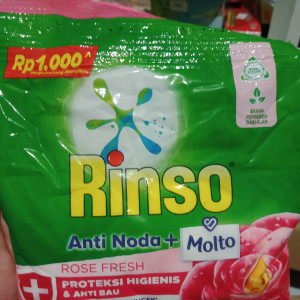 Rp1,000
Rinso
Anti Noda + Molto
ROSE FRESH
PROTEKSI HIGIENIS
& ANTI BAU